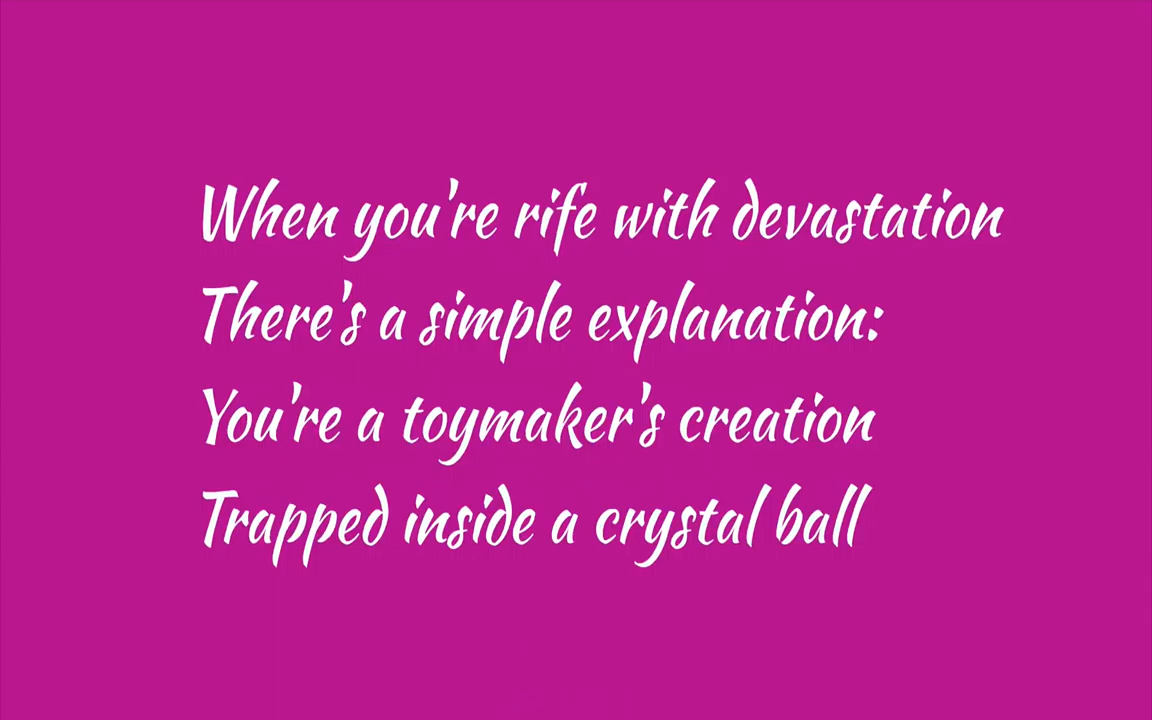 When you're rife with devastation
There's a simple explanation:
You're a toymaker's creation
Trapped inside a crystal ball